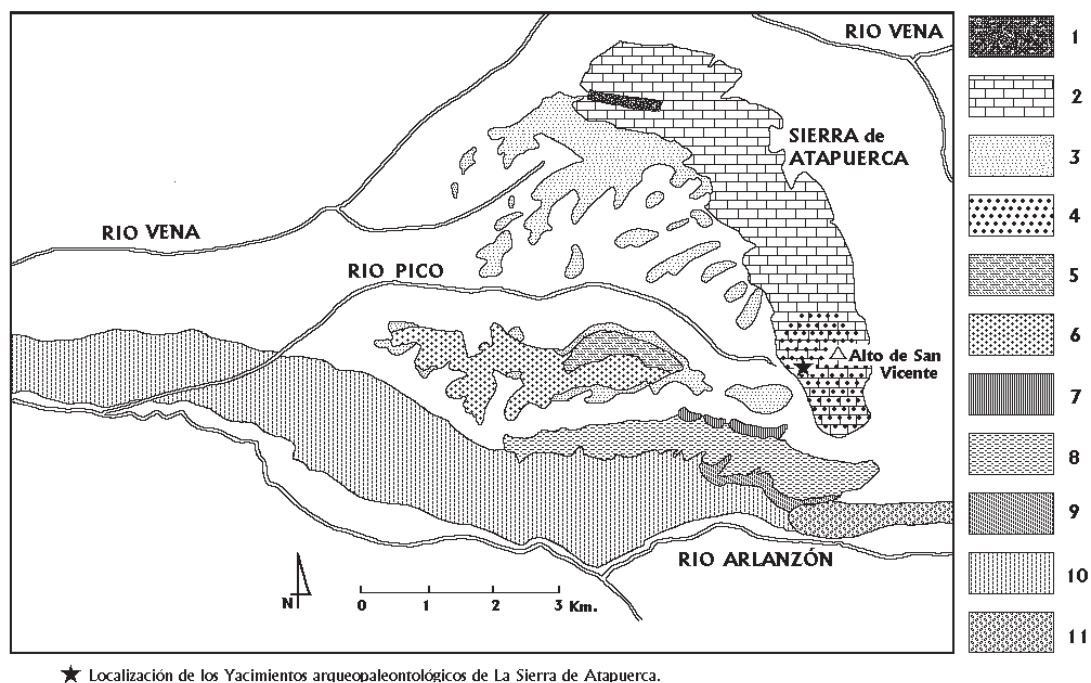 RIO VENA
1
2
SIERRA de
ATAPUERCA
3
RIO VENA
4
RIO PICO
5
Alto de San
Vicente
6
7
8
9
RIO ARLANZÓN
10
N
0 1 2 3 Km.
11
★ Localización de los Yacimientos arqueopaleontológicos de La Sierra de Atapuerca.